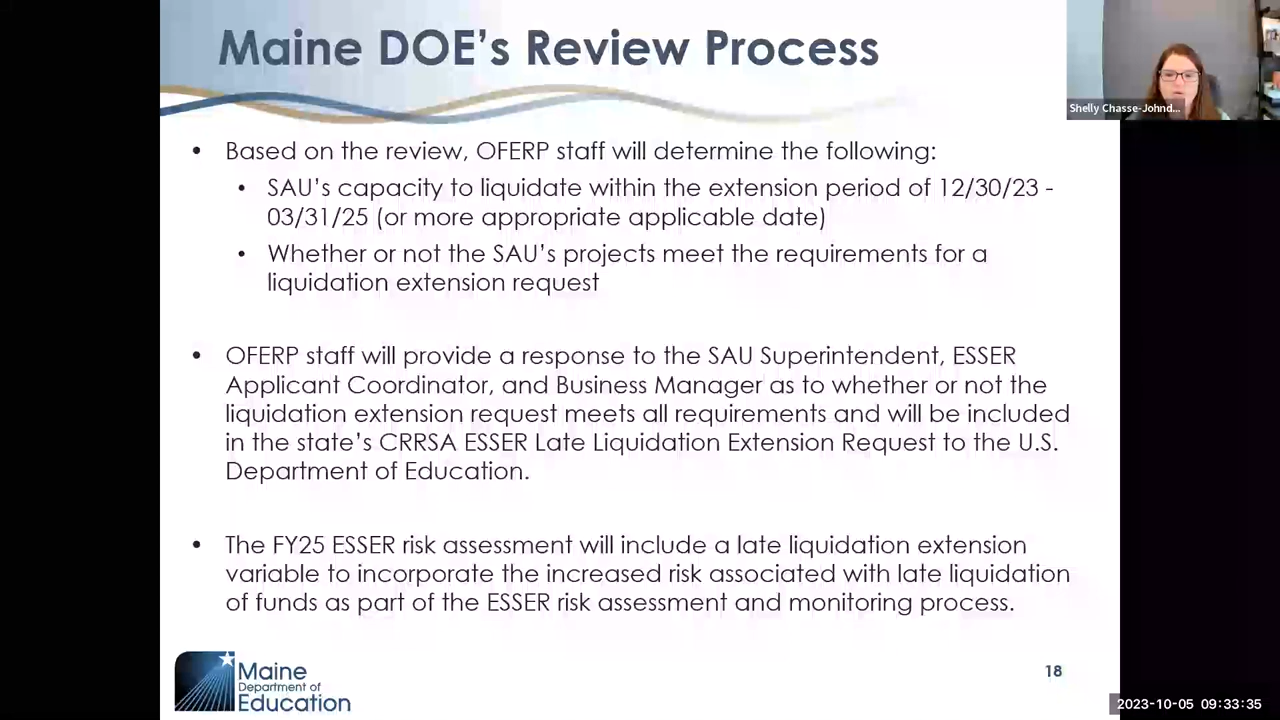 Maine DOE's Review Process
Shelly Chasse-Johnd...
• Based on the review, OFERP staff will determine the following:
• SAU's capacity to liquidate within the extension period of 12/30/23 -
03/31/25 (or more appropriate applicable date)
• Whether or not the SAU's projects meet the requirements for a
liquidation extension request
• OFERP staff will provide a response to the SAU Superintendent, ESSER
Applicant Coordinator, and Business Manager as to whether or not the
liquidation extension request meets all requirements and will be included
in the state's CRRSA ESSER Late Liquidation Extension Request to the U.S.
Department of Education.
• The FY25 ESSER risk assessment will include a late liquidation extension
variable to incorporate the increased risk associated with late liquidation
of funds as part of the ESSER risk assessment and monitoring process.
Maine
Department of
Education
18
2023-10-05 09:33:35